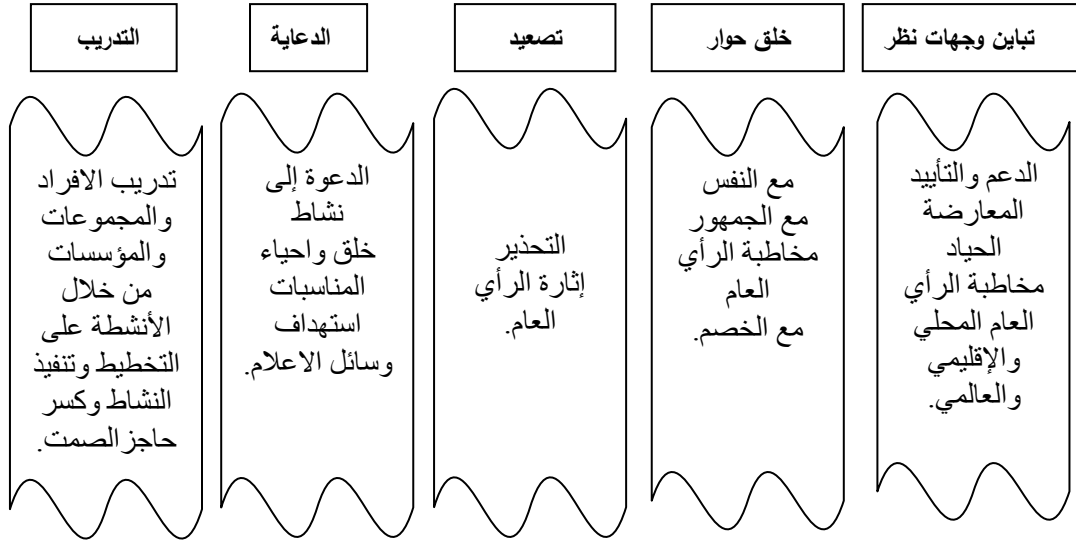 تباين وجهات نظر
الدعم والتأييد
المعارضة
الحياد
مخاطبة الرأي
العام المحلي
والإقليمي
والعالمي.
خلق حوار
مع النفس
مع الجمهور
مخاطبة الرأي
العام
مع الخصم.
تصعيد
التحذير
إثارة الرأي
العام.
الدعاية
الدعوة إلى
نشاط
خلق واحياء
المناسبات
استهداف
وسائل الاعلام.
التدريب
تدريب الافراد
والمجموعات
والمؤسسات
من خلال
الأنشطة على
التخطيط وتنفيذ
النشاط وكسر
حاجز الصمت.